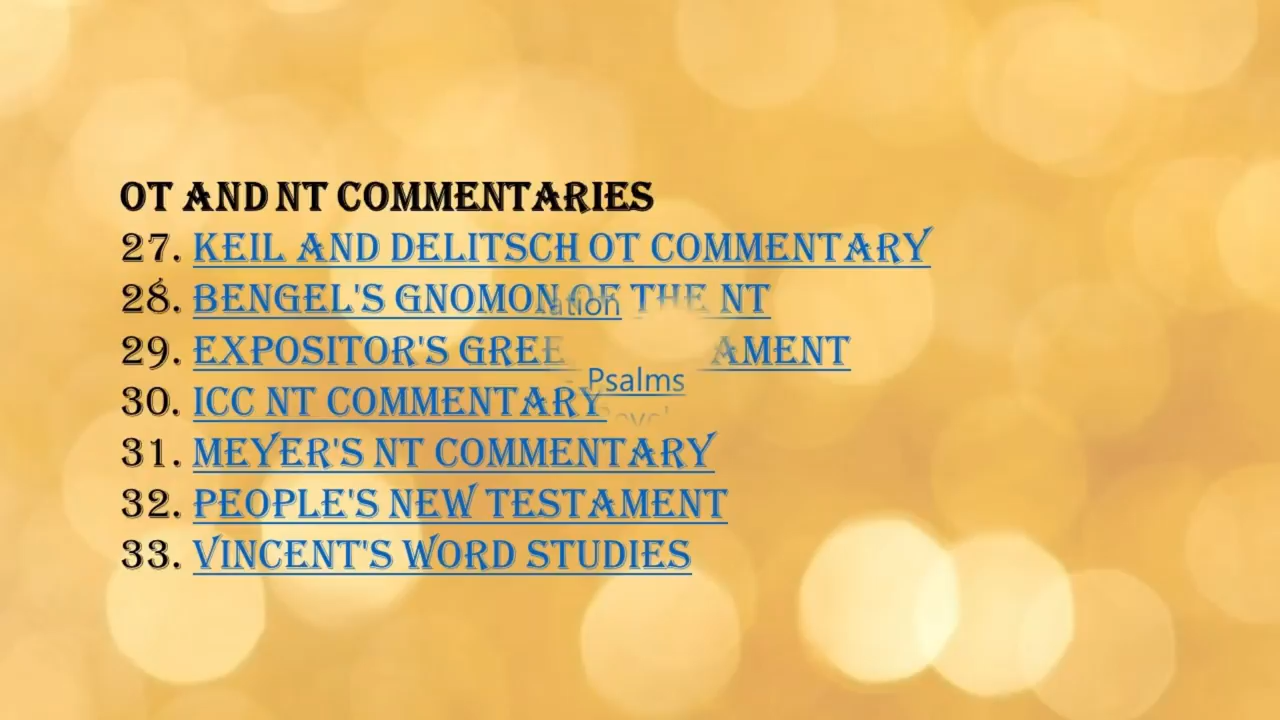 OT AND NT COMMENTARIES
27. KEIL AND DELITSCH OT COMMENTARY
28. BENGEL'S GNOMON OF THE NT
ation
29. EXPOSITOR'S GREE AMENT
Psalms
30. ICC NT COMMENTARY
31. MEYER'S NT COMMENTARY
32. PEOPLE'S NEW TESTAMENT
33. VINCENT'S WORD STUDIES